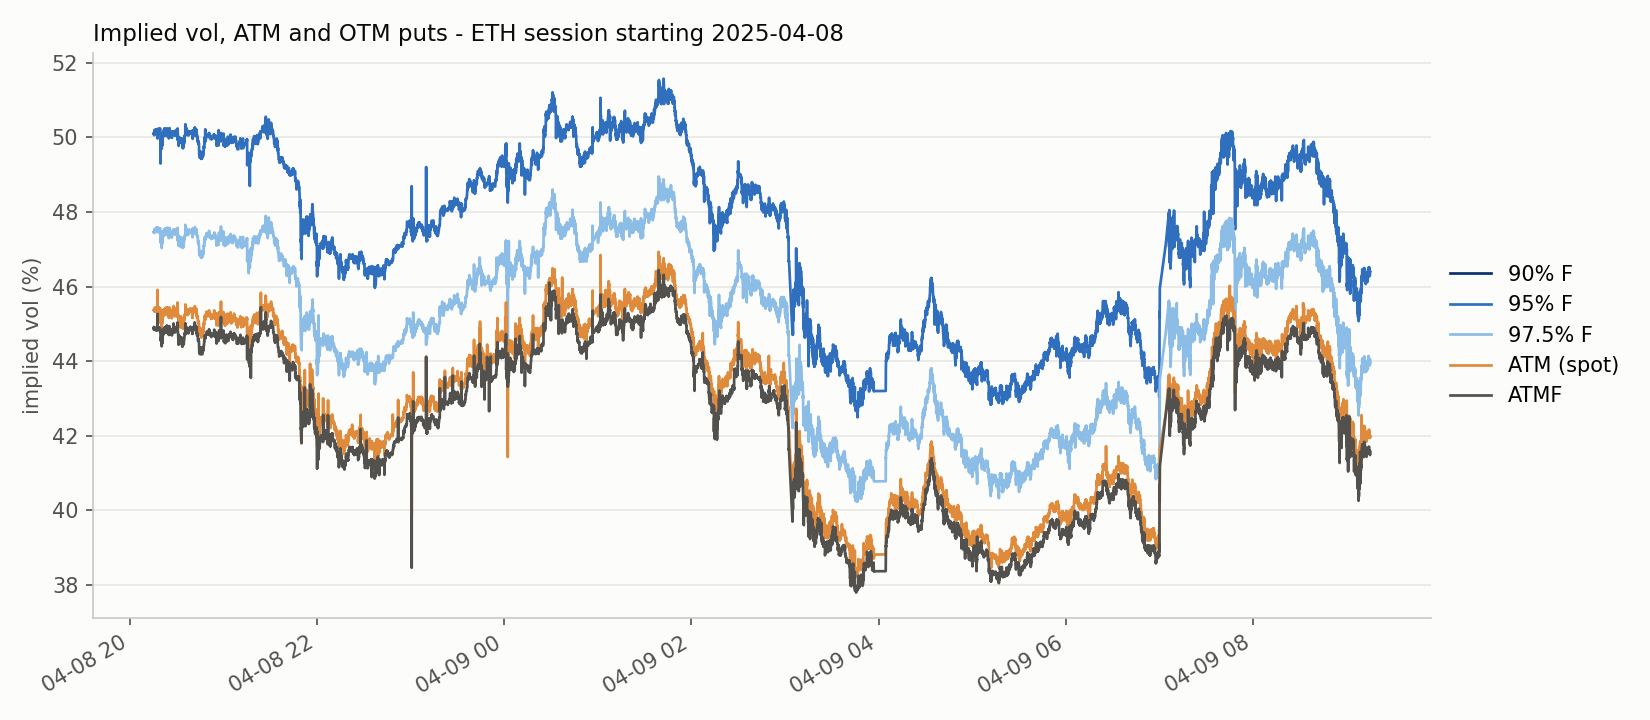 Implied vol, ATM and OTM puts - ETH session starting 2025-04-08
implied vol (%)
52
50
48
46
44
42
40
38
04-08 20
04-08 22
04-09 00
04-09 02
04-09 04
04-09 06
04-09 08
90% F
95% F
97.5% F
ATM (spot)
ATMF